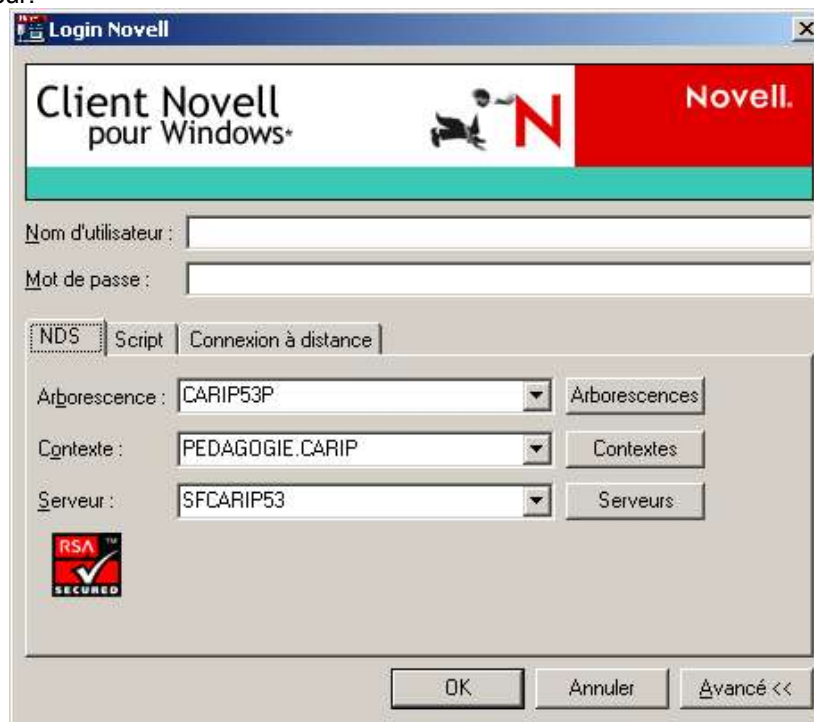 Login Novell
Client Novell
pour Windows*
N
Novell.
Nom d'utilisateur :
Mot de passe :
NDS Script Connexion à distance
Arborescence : CARIP53P Arborescences
Contexte : PEDAGOGIE.CARIP Contextes
Serveur : SFCARIP53 Serveurs
RSA ™
SECURED
OK Annuler Avancé <<